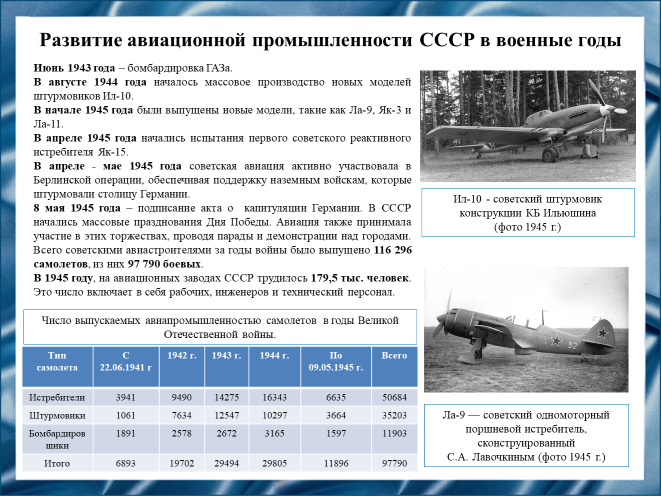 Развитие авиационной промышленности СССР в военные годы
Июнь 1943 года – бомбардировка ГАЗа.
В августе 1944 года началось массовое производство новых моделей
штурмовиков Ил-10.
В начале 1945 года были выпущены новые модели, такие как Ла-9, Як-3 и
Ла-11.
В апреле 1945 года начались испытания первого советского реактивного
истребителя Як-15.
В апреле - мае 1945 года советская авиация активно участвовала в
Берлинской операции, обеспечивая поддержку наземным войскам, которые
штурмовали столицу Германии.
8 мая 1945 года – подписание акта о капитуляции Германии. В СССР
начались массовые празднования Дня Победы. Авиация также принимала
участие в этих торжествах, проводя парады и демонстрации над городами.
Всего советскими авиастроителями за годы войны было выпущено 116 296
самолетов, из них 97 790 боевых.
В 1945 году, на авиационных заводах СССР трудилось 179,5 тыс. человек.
Это число включает в себя рабочих, инженеров и технический персонал.
Ил-10 - советский штурмовик
конструкции КБ Ильюшина
(фото 1945 г.)
Число выпускаемых авиапромышленностью самолетов в годы Великой
Отечественной войны.
Тип самолета С 22.06.1941 г 1942 г. 1943 г. 1944 г. По 09.05.1945 г. Всего
Истребители 3941 9490 14275 16343 6635 50684
Штурмовики 1061 7634 12547 10297 3664 35203
Бомбардиров
щики 1891 2578 2672 3165 1597 11903
Итого 6893 19702 29494 29805 11896 97790
52
Ла-9 — советский одномоторный
поршневой истребитель,
сконструированный
С.А. Лавочкиным (фото 1945 г.)